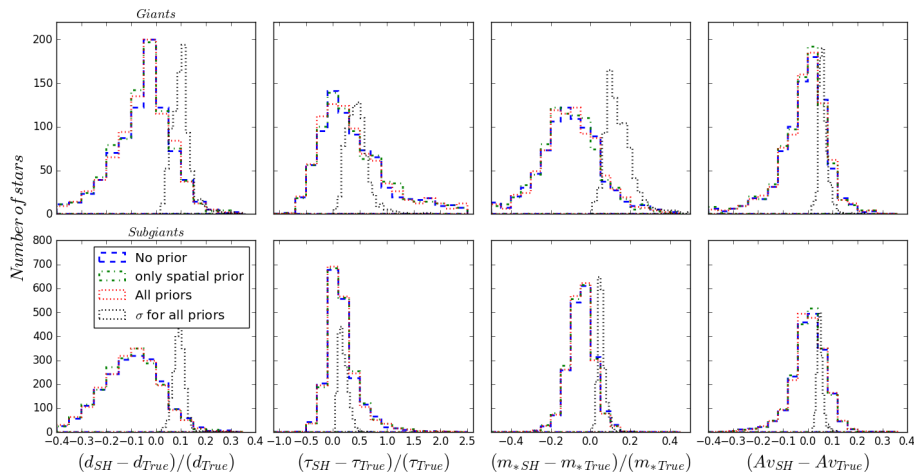 Giants
200
150
100
50
0
Number of stars
Subgiants
800
700
600
500
400
300
200
100
0
No prior
only spatial prior
All priors
σ for all priors
−0.4 −0.3 −0.2 −0.1 0.0 0.1 0.2 0.3 0.4
−1.0 −0.5 0.0 0.5 1.0 1.5 2.0 2.5
−0.4 −0.2 0.0 0.2 0.4
−0.3 −0.2 −0.1 0.0 0.1 0.2 0.3 0.4
(d_SH − d_True)/(d_True)
(τ_SH − τ_True)/(τ_True)
(m_*SH − m_*True)/(m_*True)
(Av_SH − Av_True)